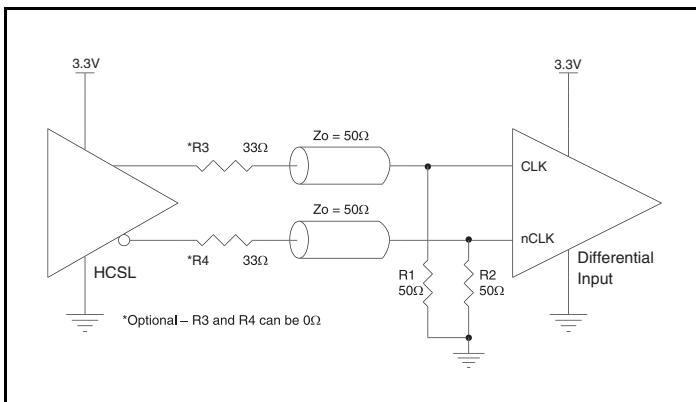 3.3V
3.3V
*R3 33Ω
Zo = 50Ω
CLK
Zo = 50Ω
nCLK
HCSL
*R4 33Ω
R1
50Ω
R2
50Ω
Differential
Input
*Optional – R3 and R4 can be 0Ω